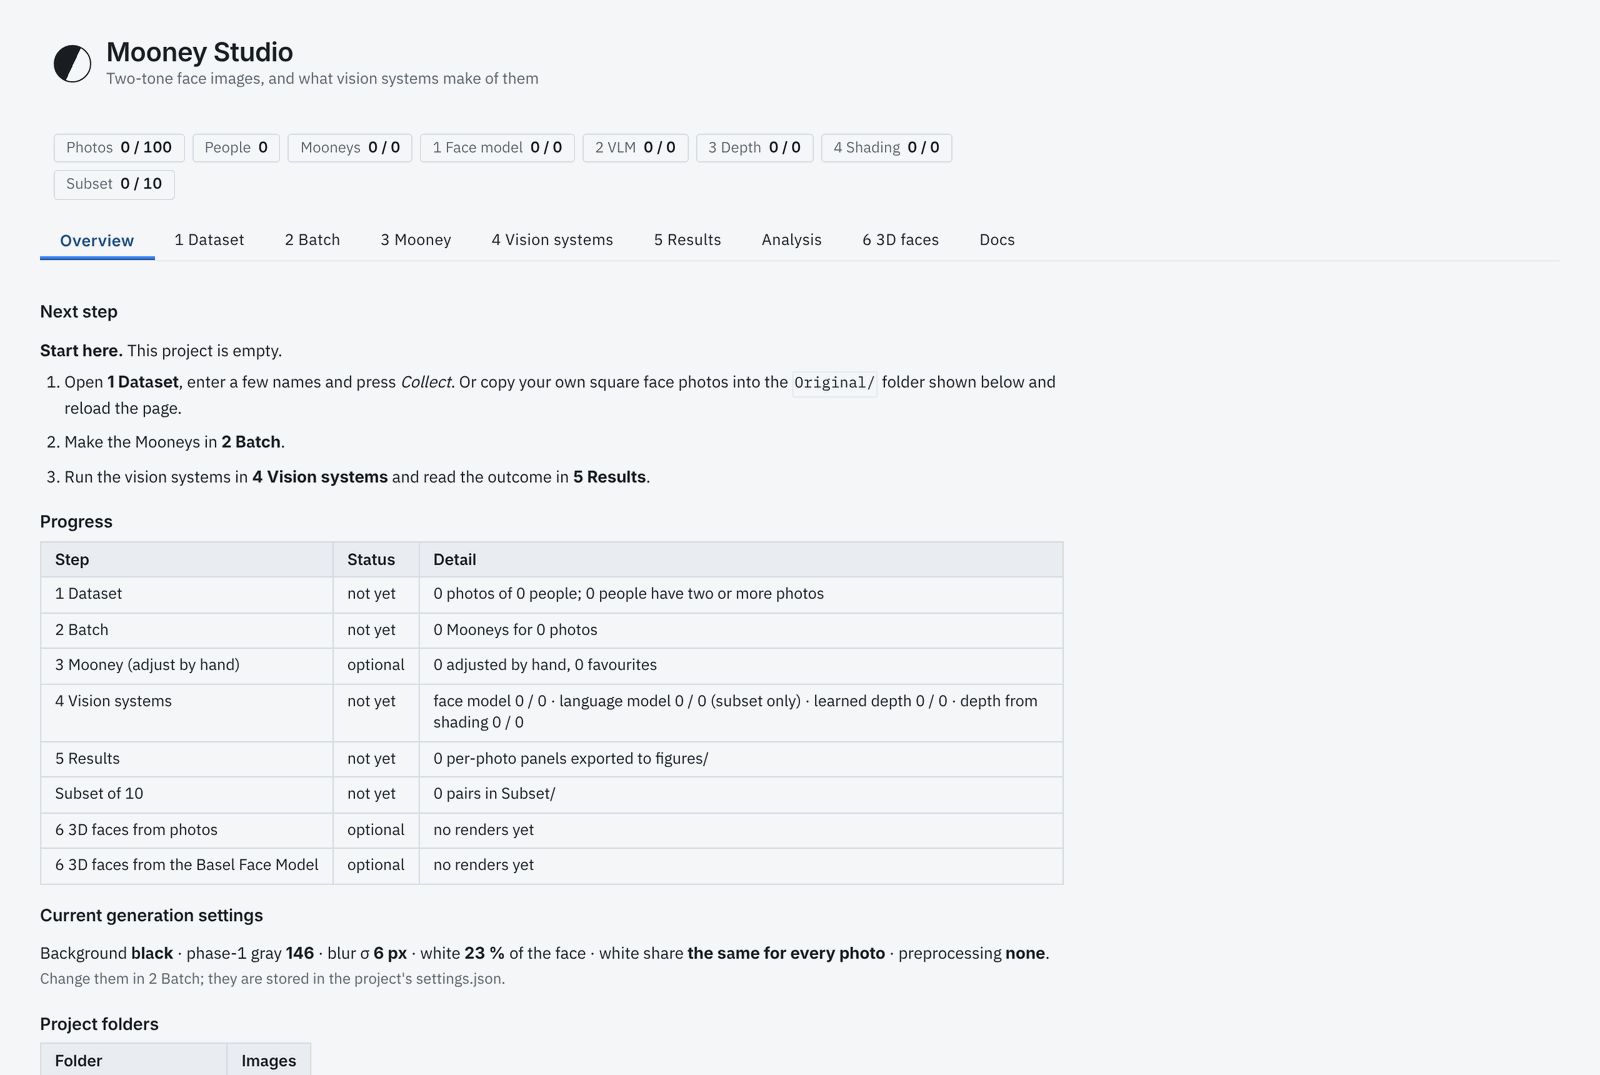 Mooney Studio
Two-tone face images, and what vision systems make of them
Photos 0 / 100
People 0
Mooneys 0 / 0
1 Face model 0 / 0
2 VLM 0 / 0
3 Depth 0 / 0
4 Shading 0 / 0
Subset 0 / 10
Overview
1 Dataset
2 Batch
3 Mooney
4 Vision systems
5 Results
Analysis
6 3D faces
Docs
Next step
Start here. This project is empty.
1. Open 1 Dataset, enter a few names and press Collect. Or copy your own square face photos into the Original/ folder shown below and
reload the page.
2. Make the Mooneys in 2 Batch.
3. Run the vision systems in 4 Vision systems and read the outcome in 5 Results.
Progress
Step Status Detail
1 Dataset not yet 0 photos of 0 people; 0 people have two or more photos
2 Batch not yet 0 Mooneys for 0 photos
3 Mooney (adjust by hand) optional 0 adjusted by hand, 0 favourites
4 Vision systems not yet face model 0 / 0 · language model 0 / 0 (subset only) · learned depth 0 / 0 · depth from
shading 0 / 0
5 Results not yet 0 per-photo panels exported to figures/
Subset of 10 not yet 0 pairs in Subset/
6 3D faces from photos optional no renders yet
6 3D faces from the Basel Face Model optional no renders yet
Current generation settings
Background black · phase-1 gray 146 · blur σ 6 px · white 23 % of the face · white share the same for every photo · preprocessing none.
Change them in 2 Batch; they are stored in the project's settings.json.
Project folders
Folder Images